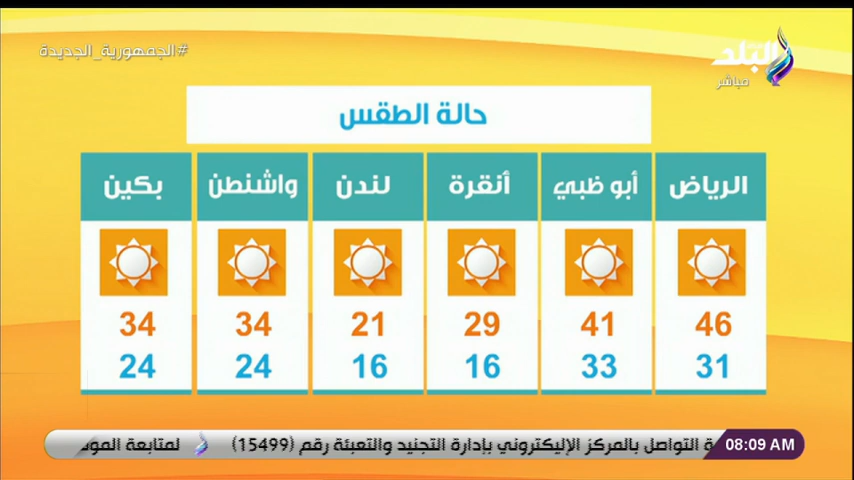 #الجمهورية_الجديدة
البلد
مباشر
حالة الطقس
الرياض
أبو ظبي
أنقرة
لندن
واشنطن
بكين
46
41
29
21
34
34
31
33
16
16
24
24
08:09 AM
التواصل بالمركز الإليكتروني بإدارة التجنيد والتعبئة رقم (15499)
لمتابعة